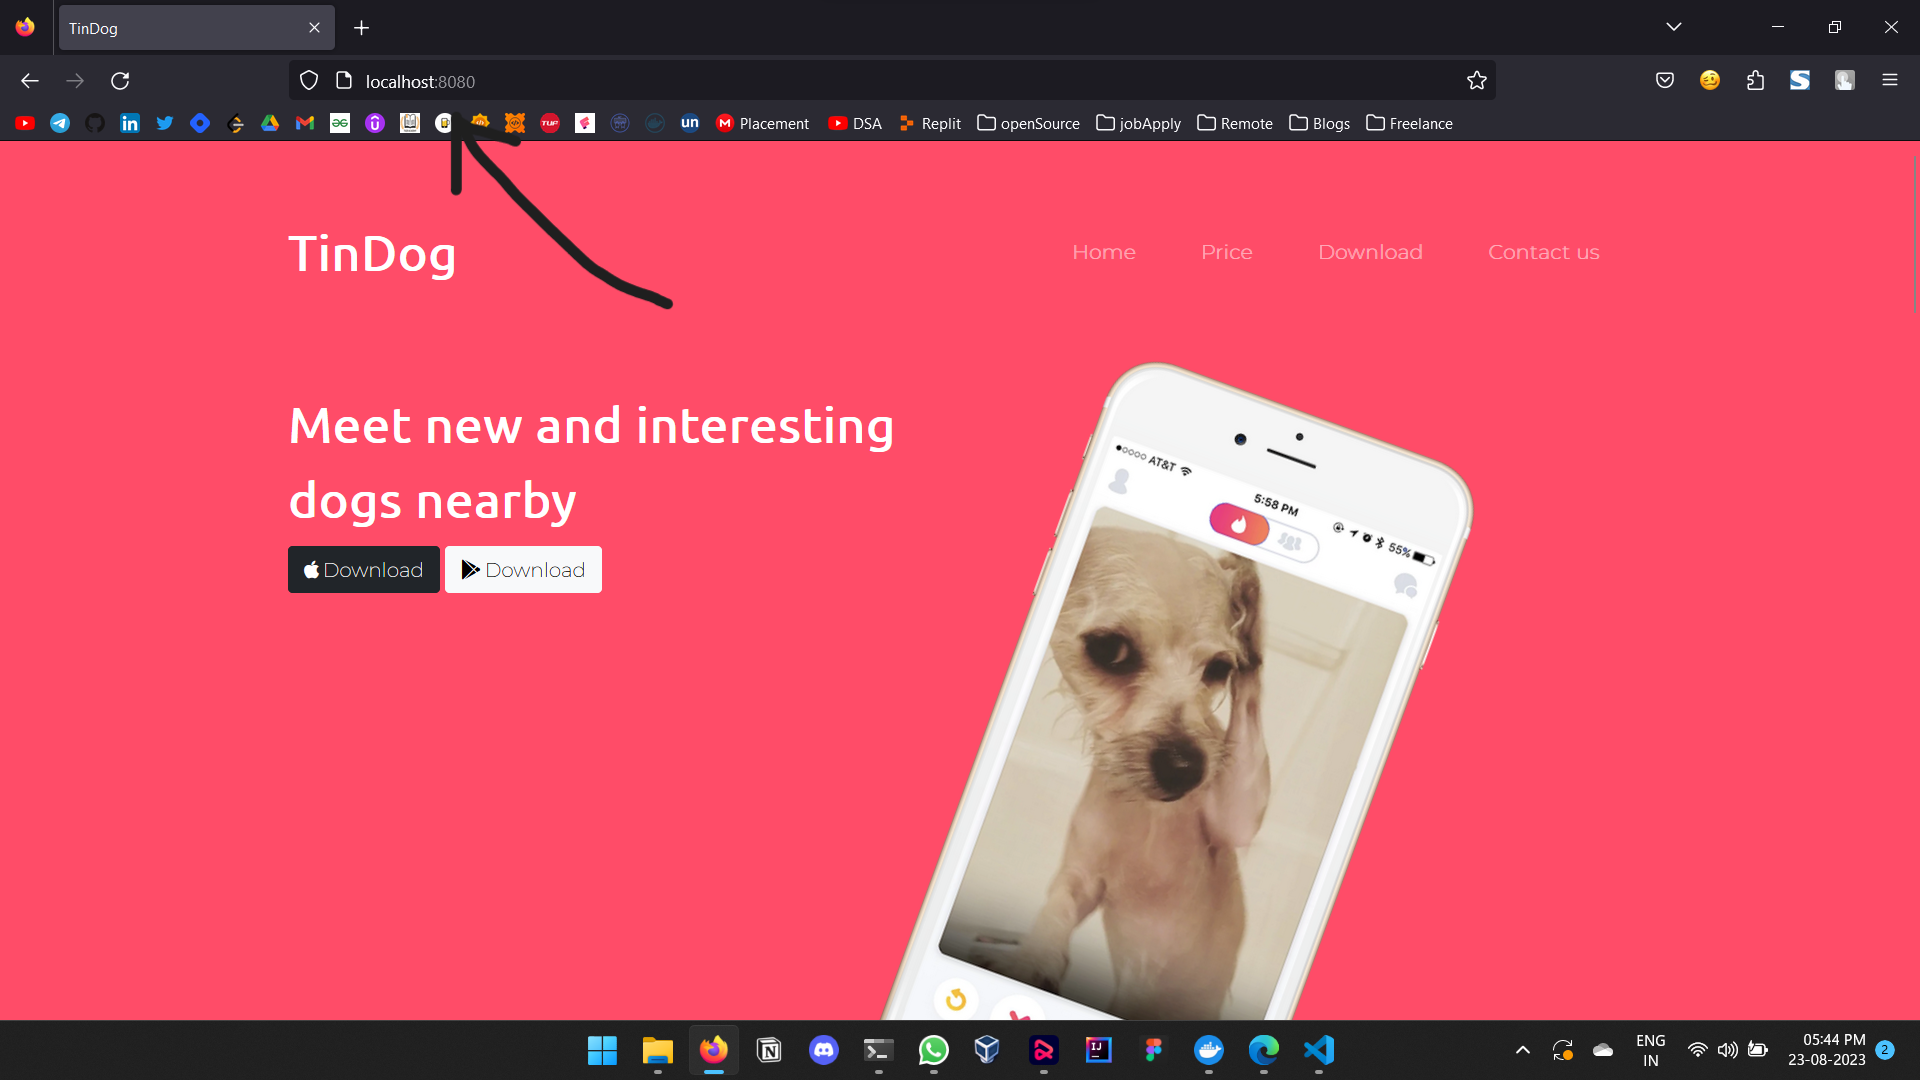 TinDog
localhost:8080
Placement
DSA
Replit
openSource
jobApply
Remote
Blogs
Freelance
TinDog
Home
Price
Download
Contact us
Meet new and interesting
dogs nearby
Download
Download
AT&T
5:58 PM
55%
ENG
IN
05:44 PM
23-08-2023
2